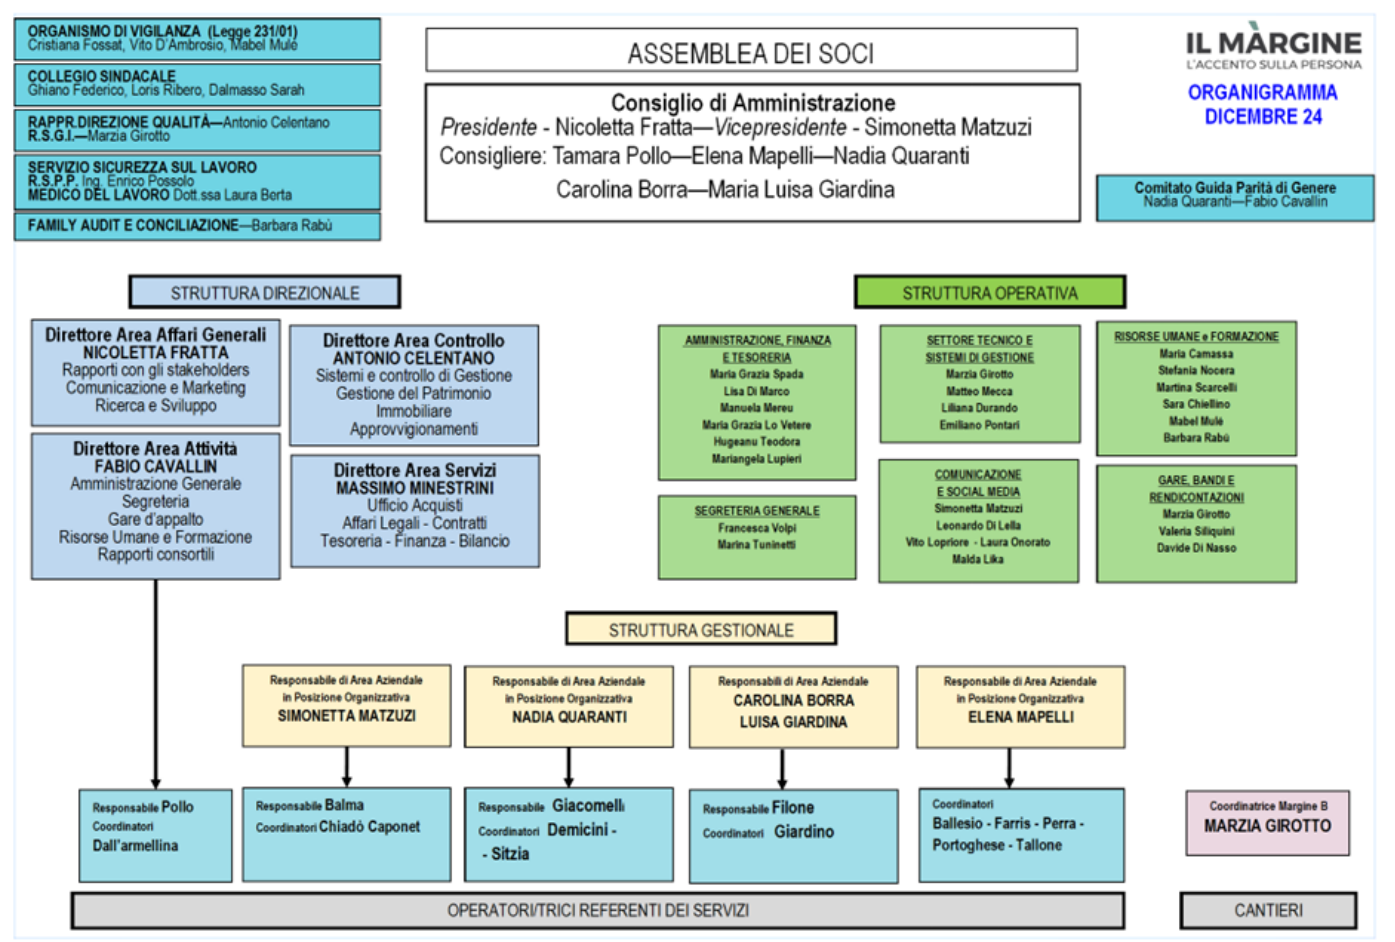 ORGANISMO DI VIGILANZA (Legge 231/01)
Cristiana Fossat, Vito D'Ambrosio, Mabel Mulè
COLLEGIO SINDACALE
Ghiano Federico, Loris Ribero, Dalmasso Sarah
RAPPR.DIREZIONE QUALITÀ—Antonio Celentano
R.S.G.I.—Marzia Girotto
SERVIZIO SICUREZZA SUL LAVORO
R.S.P.P. Ing. Enrico Possolo
MEDICO DEL LAVORO Dott.ssa Laura Berta
FAMILY AUDIT E CONCILIAZIONE—Barbara Rabù
ASSEMBLEA DEI SOCI
Consiglio di Amministrazione
Presidente - Nicoletta Fratta—Vicepresidente - Simonetta Matzuzi
Consigliere: Tamara Pollo—Elena Mapelli—Nadia Quaranti
Carolina Borra—Maria Luisa Giardina
IL MÀRGINE
L'ACCENTO SULLA PERSONA
ORGANIGRAMMA
DICEMBRE 24
Comitato Guida Parità di Genere
Nadia Quaranti—Fabio Cavallin
STRUTTURA DIREZIONALE
Direttore Area Affari Generali
NICOLETTA FRATTA
Rapporti con gli stakeholders
Comunicazione e Marketing
Ricerca e Sviluppo
Direttore Area Controllo
ANTONIO CELENTANO
Sistemi e controllo di Gestione
Gestione del Patrimonio
Immobiliare
Approvvigionamenti
Direttore Area Attività
FABIO CAVALLIN
Amministrazione Generale
Segreteria
Gare d'appalto
Risorse Umane e Formazione
Rapporti consortili
Direttore Area Servizi
MASSIMO MINESTRINI
Ufficio Acquisti
Affari Legali - Contratti
Tesoreria - Finanza - Bilancio
STRUTTURA OPERATIVA
AMMINISTRAZIONE, FINANZA
E TESORERIA
Maria Grazia Spada
Lisa Di Marco
Manuela Mereu
Maria Grazia Lo Vetere
Hugeanu Teodora
Mariangela Lupieri
SETTORE TECNICO E
SISTEMI DI GESTIONE
Marzia Girotto
Matteo Mecca
Liliana Durando
Emiliano Pontari
RISORSE UMANE e FORMAZIONE
Maria Camassa
Stefania Nocera
Martina Scarcelli
Sara Chiellino
Mabel Mulè
Barbara Rabù
SEGRETERIA GENERALE
Francesca Volpi
Marina Tuninetti
COMUNICAZIONE
E SOCIAL MEDIA
Simonetta Matzuzi
Leonardo Di Lella
Vito Lopriore - Laura Onorato
Malda Lika
GARE, BANDI E
RENDICONTAZIONI
Marzia Girotto
Valeria Siliquini
Davide Di Nasso
STRUTTURA GESTIONALE
Responsabile di Area Aziendale
in Posizione Organizzativa
SIMONETTA MATZUZI
Responsabile di Area Aziendale
in Posizione Organizzativa
NADIA QUARANTI
Responsabili di Area Aziendale
CAROLINA BORRA
LUISA GIARDINA
Responsabile di Area Aziendale
in Posizione Organizzativa
ELENA MAPELLI
Responsabile Pollo
Coordinatori
Dall'armellina
Responsabile Balma
Coordinatori Chiadò Caponet
Responsabile Giacomelli
Coordinatori Demicini -
- Sitzia
Responsabile Filone
Coordinatori Giardino
Coordinatori
Ballesio - Farris - Perra -
Portoghese - Tallone
Coordinatrice Margine B
MARZIA GIROTTO
OPERATORI/TRICI REFERENTI DEI SERVIZI
CANTIERI